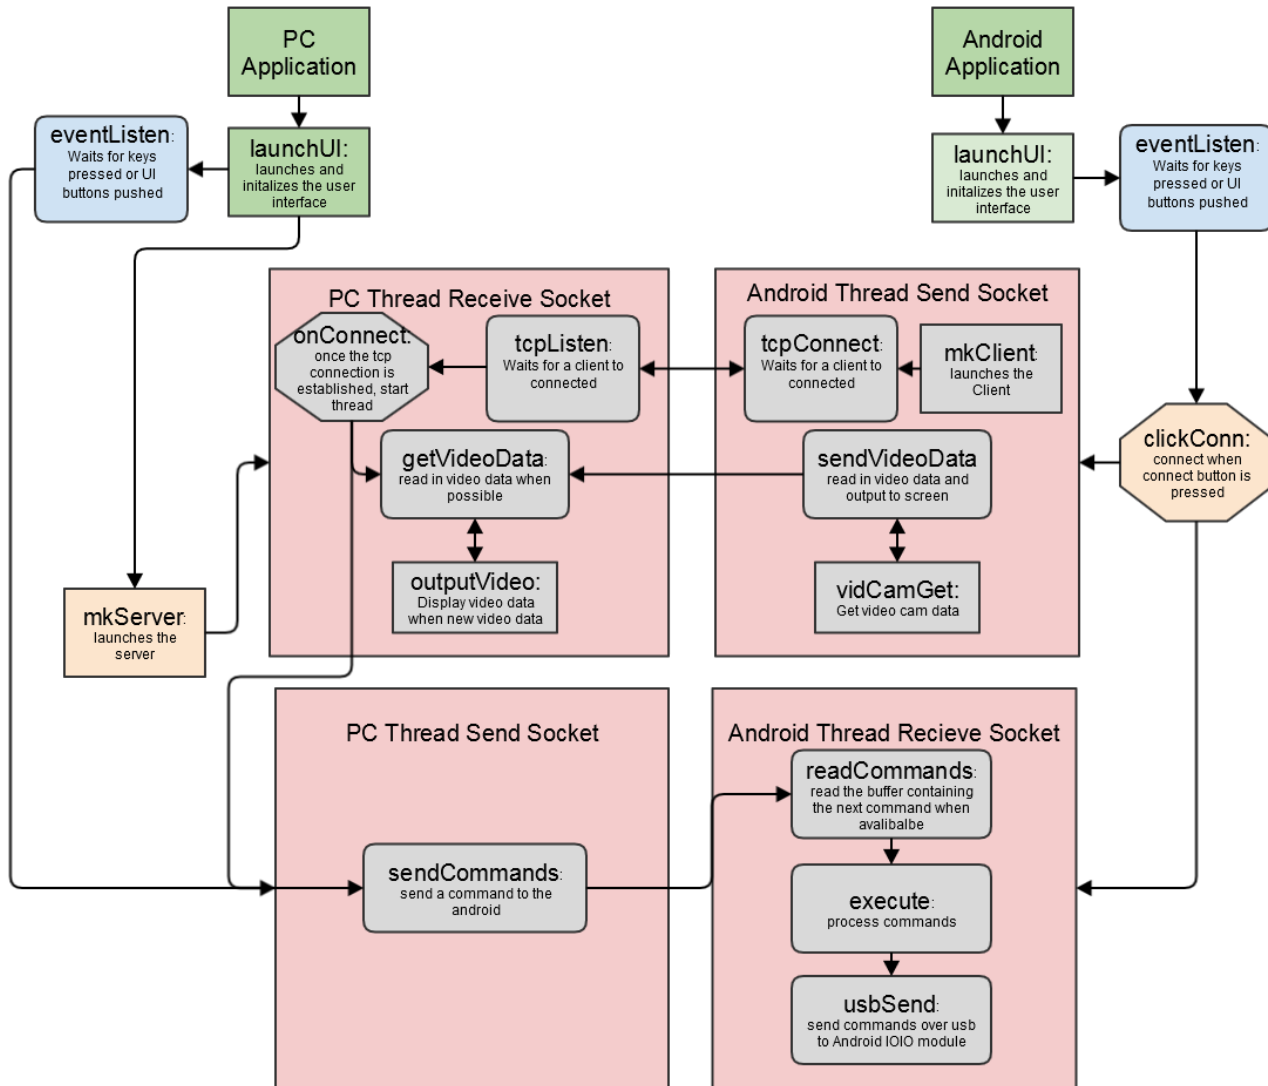 PC
Application
Android
Application
eventListen:
Waits for keys
pressed or UI
buttons pushed
launchUI:
launches and
initalizes the user
interface
launchUI:
launches and
initalizes the user
interface
eventListen:
Waits for keys
pressed or UI
buttons pushed
PC Thread Receive Socket
onConnect:
once the tcp
connection is
established, start
thread
tcpListen:
Waits for a client to
connected
getVideoData:
read in video data when
possible
outputVideo:
Display video data
when new video data
Android Thread Send Socket
tcpConnect:
Waits for a client to
connected
mkClient:
launches the
Client
sendVideoData
read in video data and
output to screen
vidCamGet:
Get video cam data
clickConn:
connect when
connect button is
pressed
mkServer:
launches the
server
PC Thread Send Socket
sendCommands:
send a command to the
android
Android Thread Recieve Socket
readCommands:
read the buffer containing
the next command when
avalibalbe
execute:
process commands
usbSend:
send commands over usb
to Android IOIO module